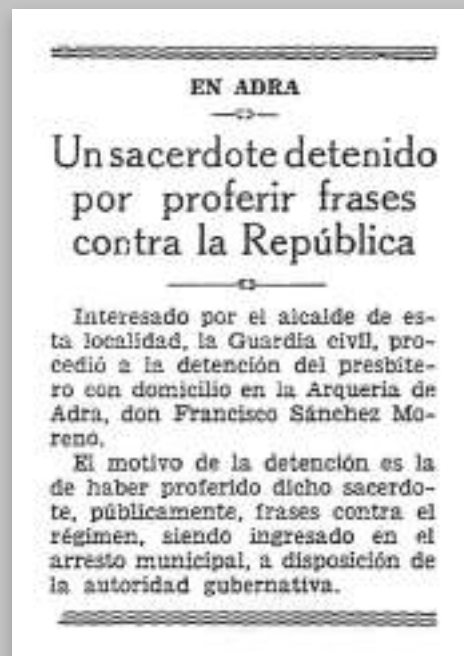 EN ADRA
Un sacerdote detenido
por proferir frases
contra la República
Interesado por el alcalde de es-
ta localidad, la Guardia civil, pro-
cedió a la detención del presbíte-
ro con domicilio en la Arquería de
Adra, don Francisco Sánchez Mo-
reno.
El motivo de la detención es la
de haber proferido dicho sacerdo-
te, públicamente, frases contra el
régimen, siendo ingresado en el
arresto municipal, a disposición de
la autoridad gubernativa.